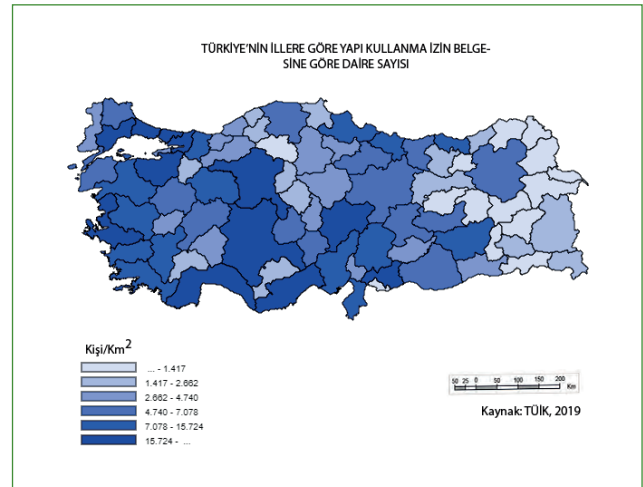 TÜRKİYE'NİN İLLERE GÖRE YAPI KULLANMA İZİN BELGE-
SİNE GÖRE DAİRE SAYISI
Kişi/Km2
... - 1.417
1.417 - 2.662
2.662 - 4.740
4.740 - 7.078
7.078 - 15.724
15.724 - ...
50 25 0 50 100 150 200
Km
Kaynak: TÜİK, 2019